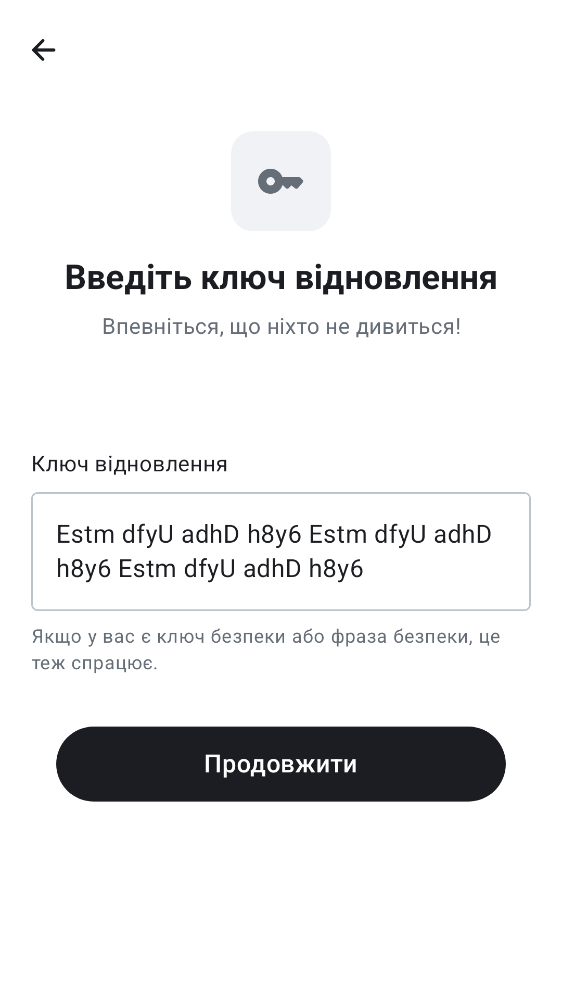 Введіть ключ відновлення
Впевніться, що ніхто не дивиться!
Ключ відновлення
Estm dfyU adhD h8y6 Estm dfyU adhD
h8y6 Estm dfyU adhD h8y6
Якщо у вас є ключ безпеки або фраза безпеки, це
теж спрацює.
Продовжити